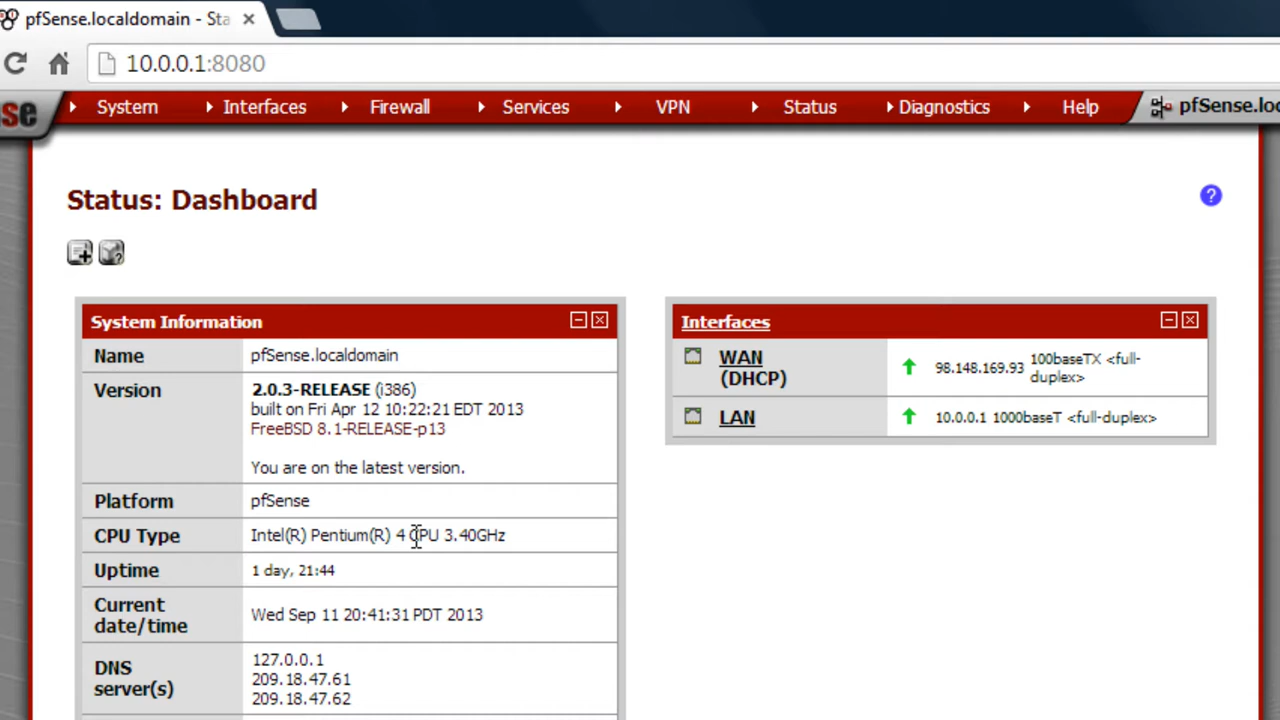 pfSense.localdomain - Sta
10.0.0.1:8080
se
System
Interfaces
Firewall
Services
VPN
Status
Diagnostics
Help
pfSense.loc
Status: Dashboard
?
System Information
Name
pfSense.localdomain
Version
2.0.3-RELEASE (i386)
built on Fri Apr 12 10:22:21 EDT 2013
FreeBSD 8.1-RELEASE-p13
You are on the latest version.
Platform
pfSense
CPU Type
Intel(R) Pentium(R) 4 CPU 3.40GHz
Uptime
1 day, 21:44
Current
date/time
Wed Sep 11 20:41:31 PDT 2013
DNS
server(s)
127.0.0.1
209.18.47.61
209.18.47.62
Interfaces
WAN
(DHCP)
98.148.169.93
100baseTX <full-
duplex>
LAN
10.0.0.1 1000baseT <full-duplex>